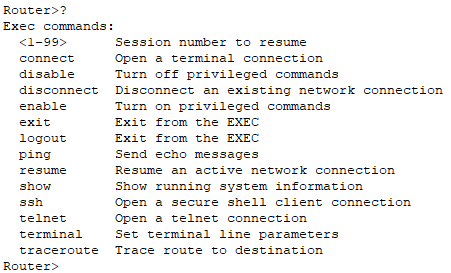 Router>?
Exec commands:
  <1-99>      Session number to resume
  connect     Open a terminal connection
  disable     Turn off privileged commands
  disconnect  Disconnect an existing network connection
  enable      Turn on privileged commands
  exit        Exit from the EXEC
  logout      Exit from the EXEC
  ping        Send echo messages
  resume      Resume an active network connection
  show        Show running system information
  ssh         Open a secure shell client connection
  telnet      Open a telnet connection
  terminal    Set terminal line parameters
  traceroute  Trace route to destination
Router>